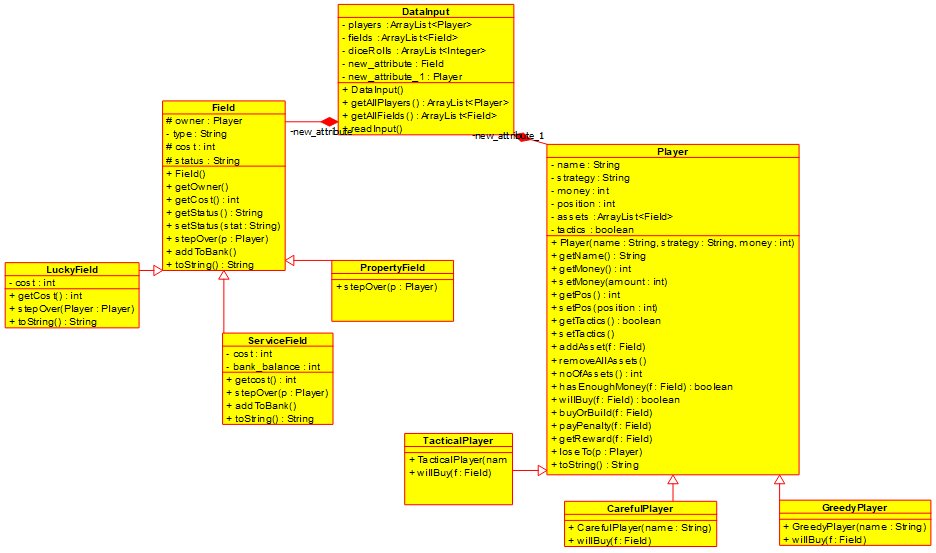 DataInput
- players : ArrayList<Player>
- fields : ArrayList<Field>
- diceRolls : ArrayList<Integer>
- new_attribute : Field
- new_attribute_1 : Player
+ DataInput()
+ getAllPlayers() : ArrayList<Player>
+ getAllFields() : ArrayList<Field>
+ readInput()
-new_attribute
-new_attribute_1
Field
# owner : Player
- type : String
# cost : int
# status : String
+ Field()
+ getOwner()
+ getCost() : int
+ getStatus() : String
+ setStatus(stat : String)
+ stepOver(p : Player)
+ addToBank()
+ toString() : String
Player
- name : String
- strategy : String
- money : int
- position : int
- assets : ArrayList<Field>
- tactics : boolean
+ Player(name : String, strategy : String, money : int)
+ getName() : String
+ getMoney() : int
+ setMoney(amount : int)
+ getPos() : int
+ setPos(position : int)
+ getTactics() : boolean
+ setTactics()
+ addAsset(f : Field)
+ removeAllAssets()
+ noOfAssets() : int
+ hasEnoughMoney(f : Field) : boolean
+ willBuy(f : Field) : boolean
+ buyOrBuild(f : Field)
+ payPenalty(f : Field)
+ getReward(f : Field)
+ loseTo(p : Player)
+ toString() : String
LuckyField
- cost : int
+ getCost() : int
+ stepOver(Player : Player)
+ toString() : String
PropertyField
+ stepOver(p : Player)
ServiceField
- cost : int
- bank_balance : int
+ getcost() : int
+ stepOver(p : Player)
+ addToBank()
+ toString() : String
TacticalPlayer
+ TacticalPlayer(nam
+ willBuy(f : Field)
CarefulPlayer
+ CarefulPlayer(name : String)
+ willBuy(f : Field)
GreedyPlayer
+ GreedyPlayer(name : String)
+ willBuy(f : Field)